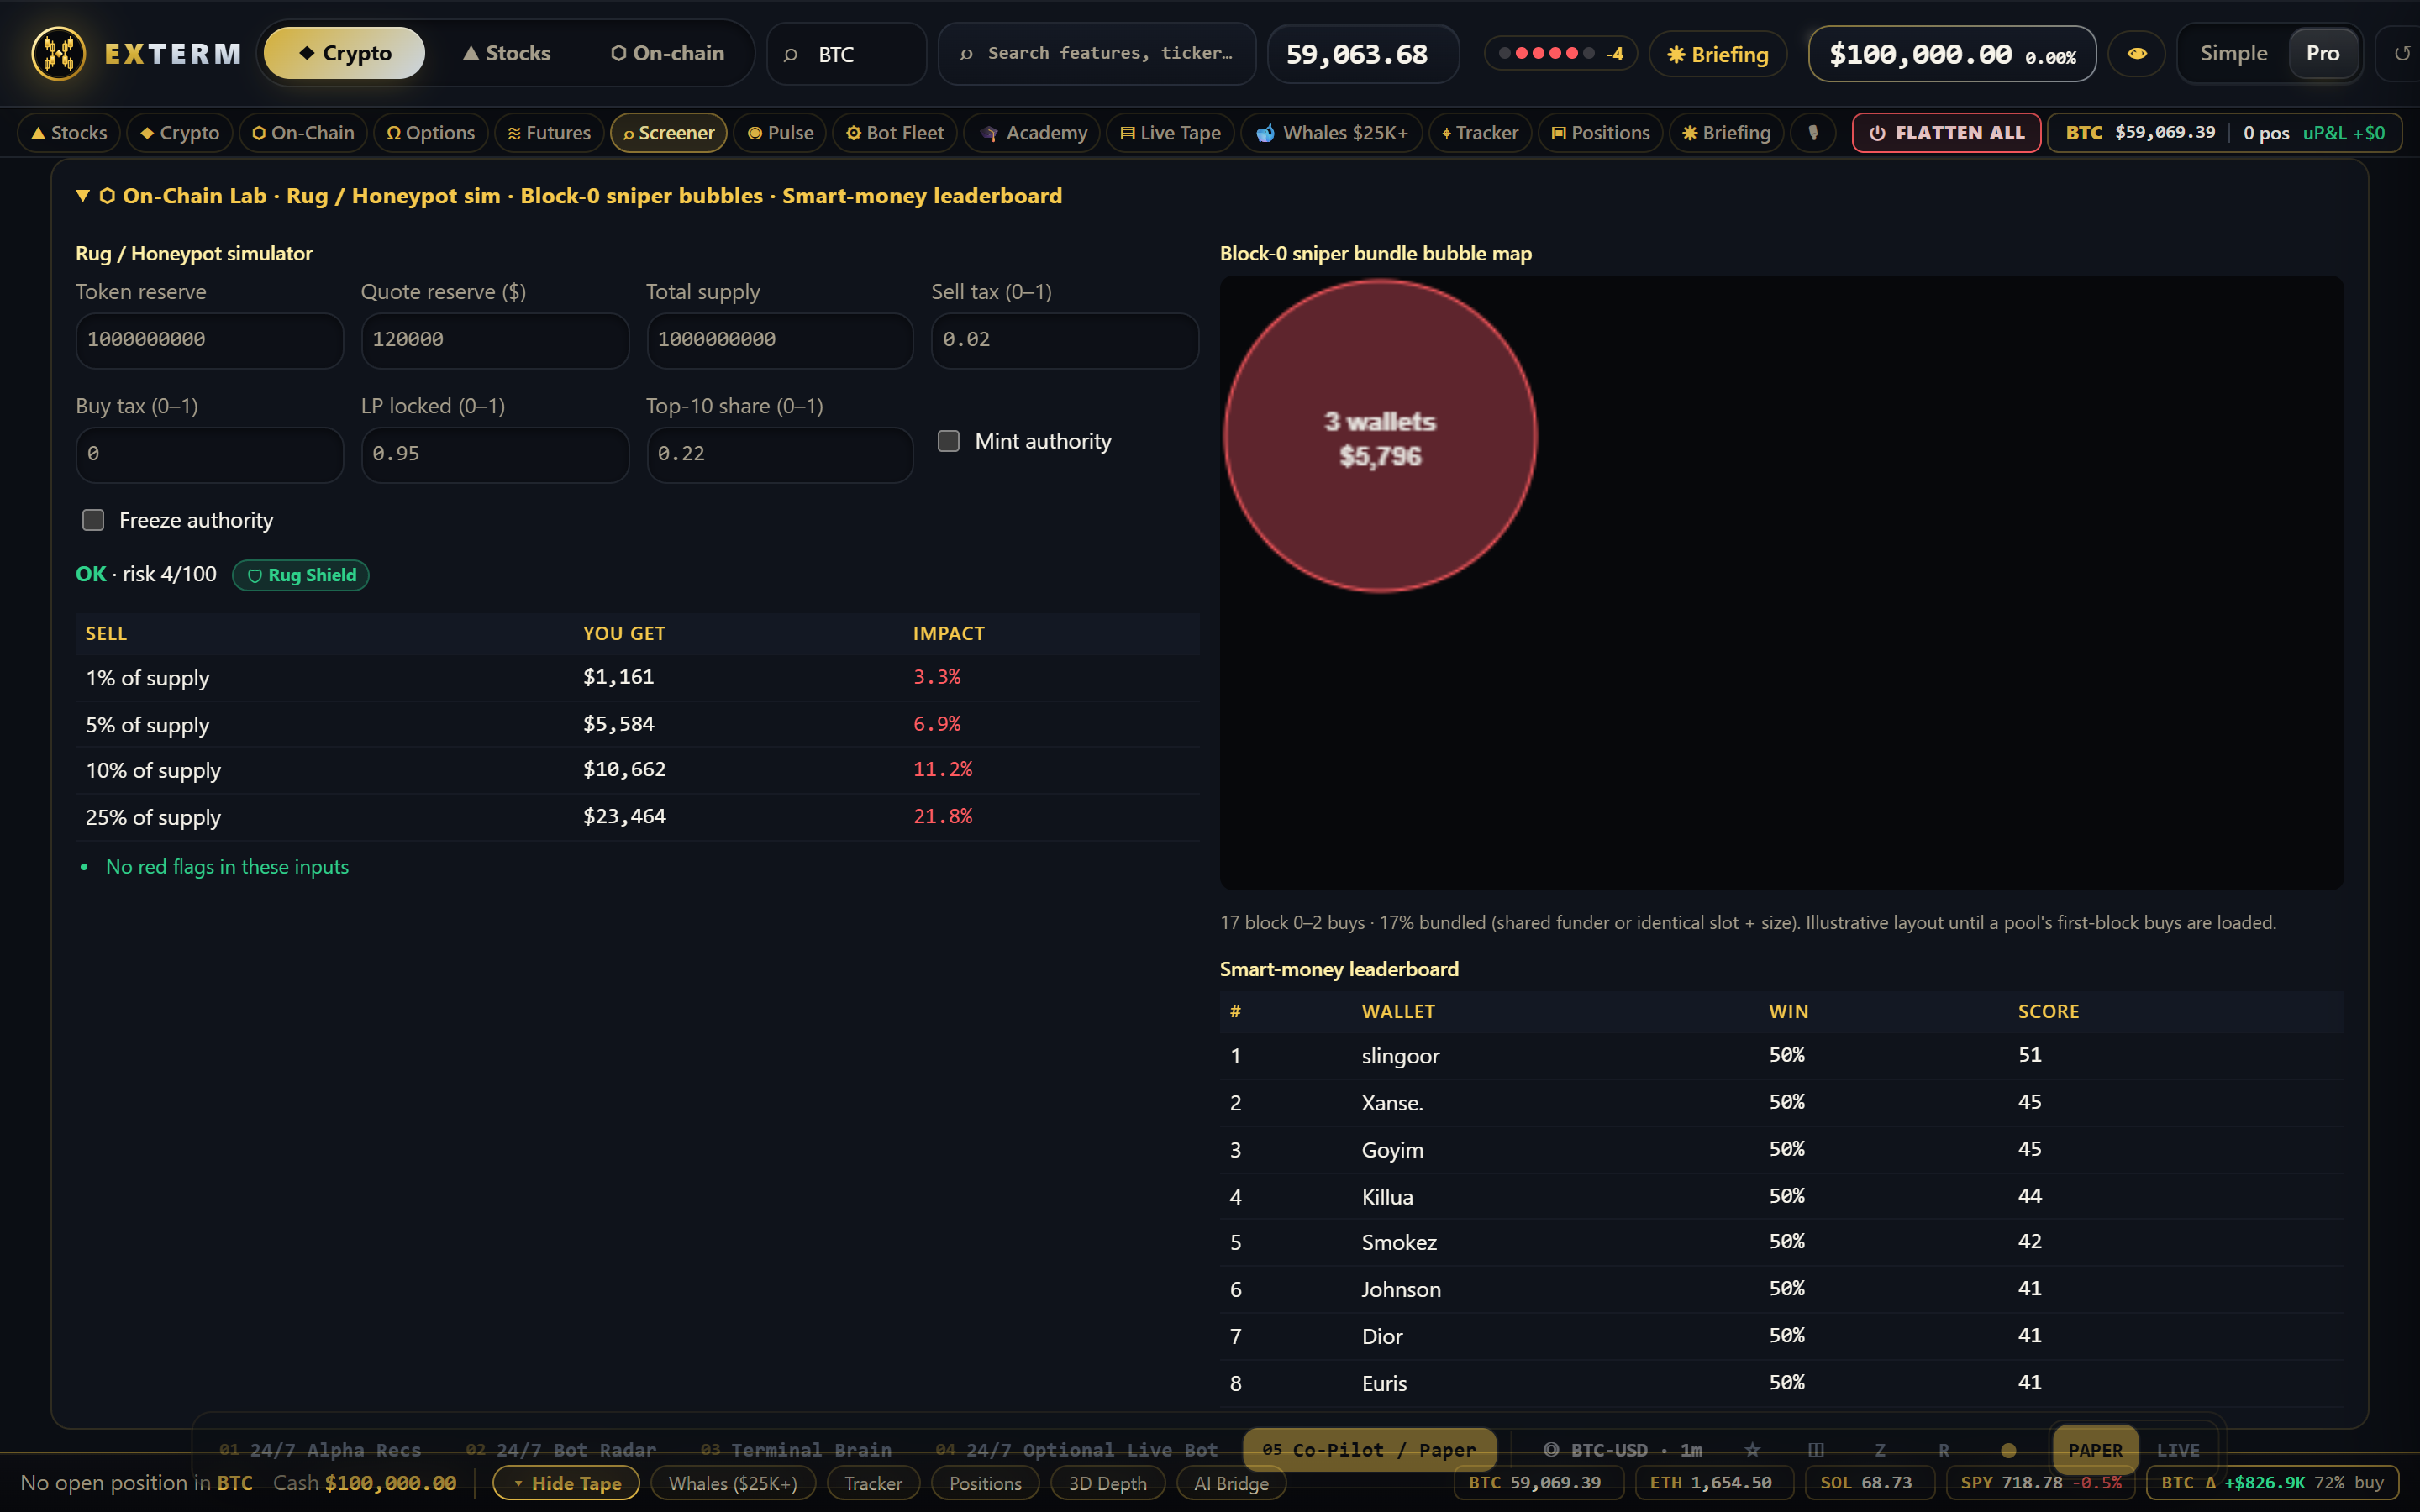 EXTERM
◆ Crypto ▲ Stocks ⬡ On-chain
BTC
Search features, ticker…
59,063.68
-4
Briefing
$100,000.00 0.00%
Simple Pro
▲ Stocks ◆ Crypto ⬡ On-Chain Ω Options ≋ Futures Screener Pulse Bot Fleet Academy Live Tape Whales $25K+ Tracker Positions Briefing
FLATTEN ALL
BTC $59,069.39 0 pos uP&L +$0
▼ ⬡ On-Chain Lab · Rug / Honeypot sim · Block-0 sniper bubbles · Smart-money leaderboard
Rug / Honeypot simulator
Token reserve Quote reserve ($) Total supply Sell tax (0–1)
1000000000 120000 1000000000 0.02
Buy tax (0–1) LP locked (0–1) Top-10 share (0–1)
0 0.95 0.22 Mint authority
Freeze authority
OK · risk 4/100 Rug Shield
SELL YOU GET IMPACT
1% of supply $1,161 3.3%
5% of supply $5,584 6.9%
10% of supply $10,662 11.2%
25% of supply $23,464 21.8%
• No red flags in these inputs
Block-0 sniper bundle bubble map
3 wallets
$5,796
17 block 0–2 buys · 17% bundled (shared funder or identical slot + size). Illustrative layout until a pool's first-block buys are loaded.
Smart-money leaderboard
# WALLET WIN SCORE
1 slingoor 50% 51
2 Xanse. 50% 45
3 Goyim 50% 45
4 Killua 50% 44
5 Smokez 50% 42
6 Johnson 50% 41
7 Dior 50% 41
8 Euris 50% 41
01 24/7 Alpha Recs 02 24/7 Bot Radar 03 Terminal Brain 04 24/7 Optional Live Bot 05 Co-Pilot / Paper BTC-USD · 1m Z R PAPER LIVE
No open position in BTC Cash $100,000.00 ▾ Hide Tape Whales ($25K+) Tracker Positions 3D Depth AI Bridge BTC 59,069.39 ETH 1,654.50 SOL 68.73 SPY 718.78 -0.5% BTC Δ +$826.9K 72% buy